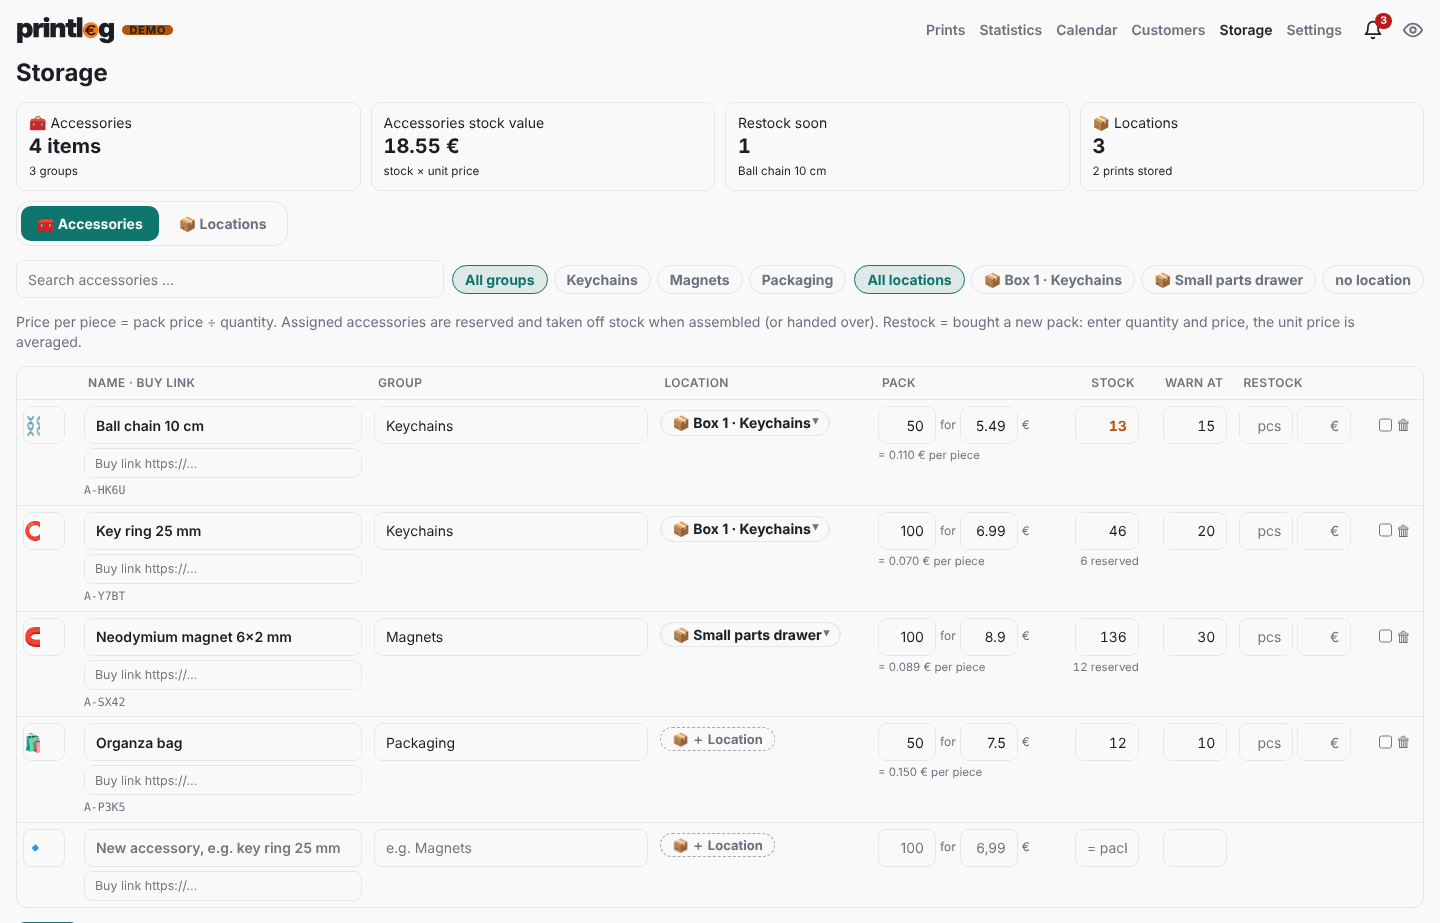 printl€g DEMO
Prints Statistics Calendar Customers Storage Settings 3
Storage
🧰 Accessories
4 items
3 groups
Accessories stock value
18.55 €
stock × unit price
Restock soon
1
Ball chain 10 cm
📦 Locations
3
2 prints stored
🧰 Accessories 📦 Locations
Search accessories ... All groups Keychains Magnets Packaging All locations 📦 Box 1 · Keychains 📦 Small parts drawer no location
Price per piece = pack price ÷ quantity. Assigned accessories are reserved and taken off stock when assembled (or handed over). Restock = bought a new pack: enter quantity and price, the unit price is
averaged.
NAME · BUY LINK GROUP LOCATION PACK STOCK WARN AT RESTOCK
Ball chain 10 cm Keychains 📦 Box 1 · Keychains▼ 50 for 5.49 € 13 15 pcs €
= 0.110 € per piece
Buy link https://...
A-HK6U
Key ring 25 mm Keychains 📦 Box 1 · Keychains▼ 100 for 6.99 € 46 20 pcs €
= 0.070 € per piece 6 reserved
Buy link https://...
A-Y7BT
Neodymium magnet 6×2 mm Magnets 📦 Small parts drawer▼ 100 for 8.9 € 136 30 pcs €
= 0.089 € per piece 12 reserved
Buy link https://...
A-SX42
Organza bag Packaging 📦 + Location 50 for 7.5 € 12 10 pcs €
= 0.150 € per piece
Buy link https://...
A-P3K5
New accessory, e.g. key ring 25 mm e.g. Magnets 📦 + Location 100 for 6,99 € = pack
Buy link https://...